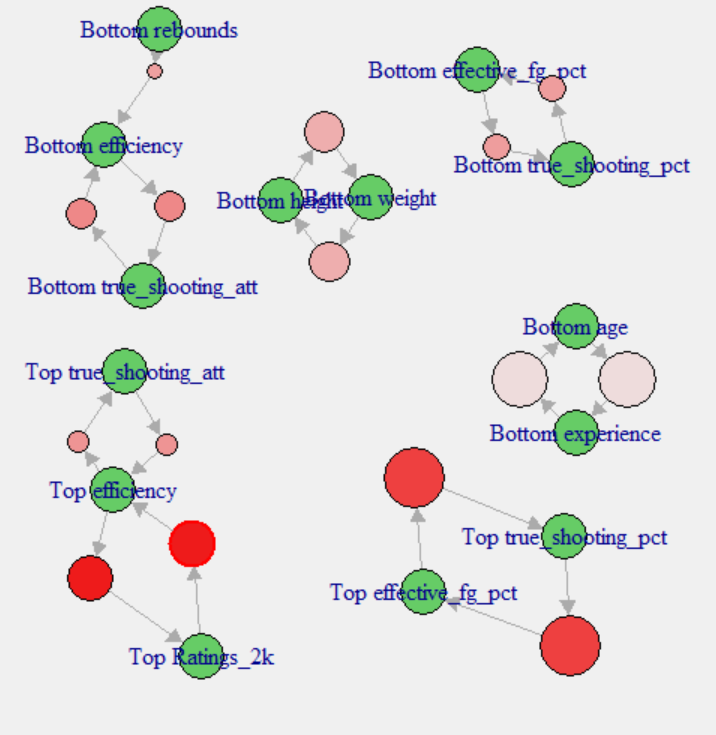 Bottom rebounds
Bottom effective_fg_pct
Bottom efficiency
Bottom true_shooting_pct
Bottom height
Bottom weight
Bottom true_shooting_att
Bottom age
Top true_shooting_att
Bottom experience
Top efficiency
Top true_shooting_pct
Top effective_fg_pct
Top Ratings_2k